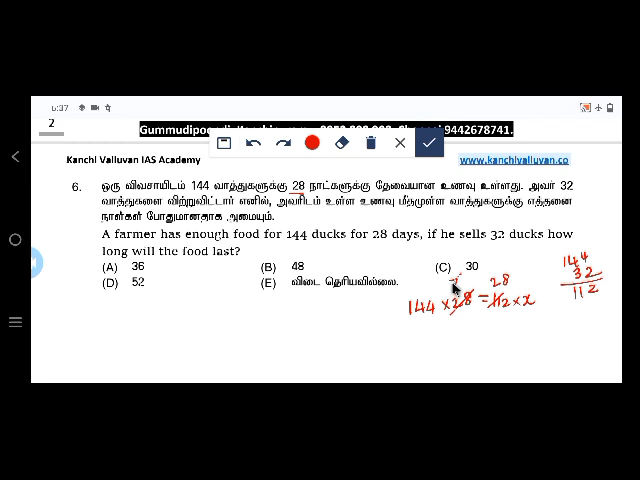 6:37
2
9442678741.
Kanchi Valluvan IAS Academy
www.kanchivalluvan.co
6. ஒரு விவசாயிடம் 144 வாத்துகளுக்கு 28 நாட்களுக்கு தேவையான உணவு உள்ளது. அவர் 32
வாத்துகளை விற்றுவிட்டார் எனில், அவரிடம் உள்ள உணவு மீதமுள்ள வாத்துகளுக்கு எத்தனை
நாள்கள் போதுமானதாக அமையும்.
A farmer has enough food for 144 ducks for 28 days, if he sells 32 ducks how
long will the food last?
(A) 36 (B) 48 (C) 30
(D) 52 (E) விடை தெரியவில்லை.
144
32
112
28
144 × 28 = 112 × x